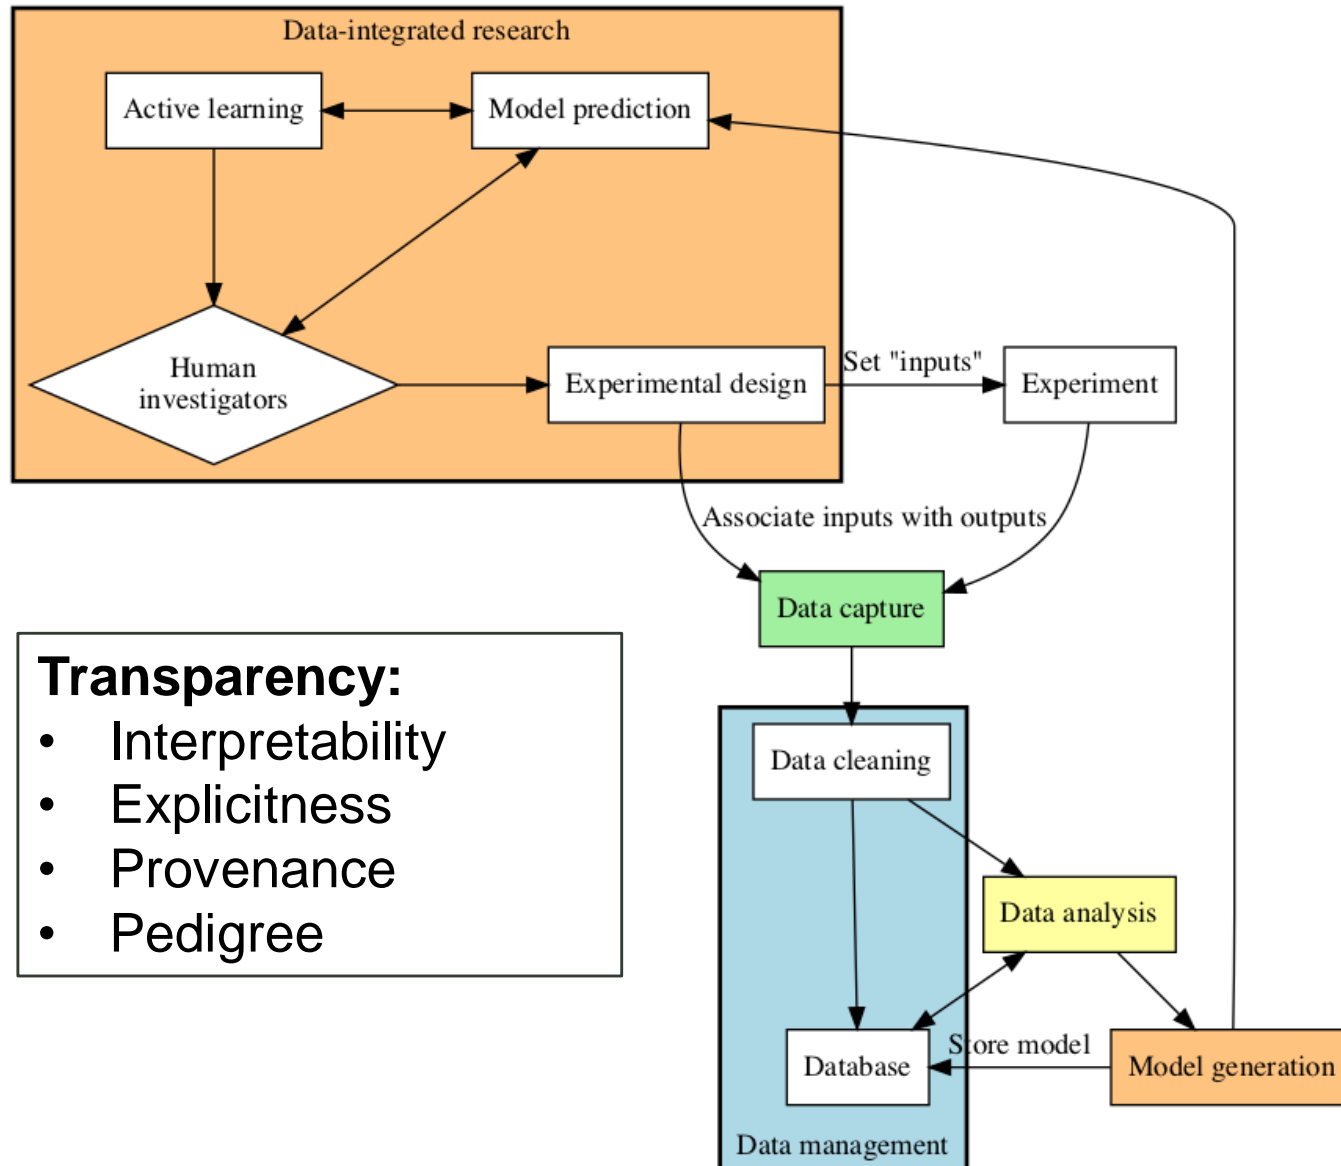 Data-integrated research
Active learning
Model prediction
Human
investigators
Experimental design
Set "inputs"
Experiment
Associate inputs with outputs
Data capture
Transparency:
• Interpretability
• Explicitness
• Provenance
• Pedigree
Data cleaning
Data analysis
Store model
Database
Model generation
Data management